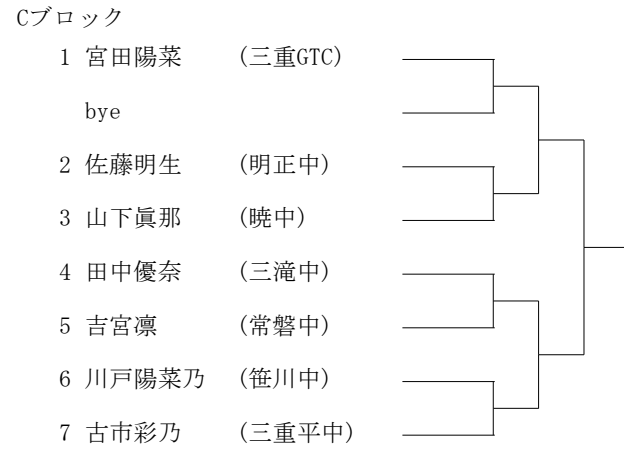 Cブロック
1 宮田陽菜 (三重GTC)
bye
2 佐藤明生 (明正中)
3 山下眞那 (暁中)
4 田中優奈 (三滝中)
5 吉宮凛 (常磐中)
6 川戸陽菜乃 (笹川中)
7 古市彩乃 (三重平中)